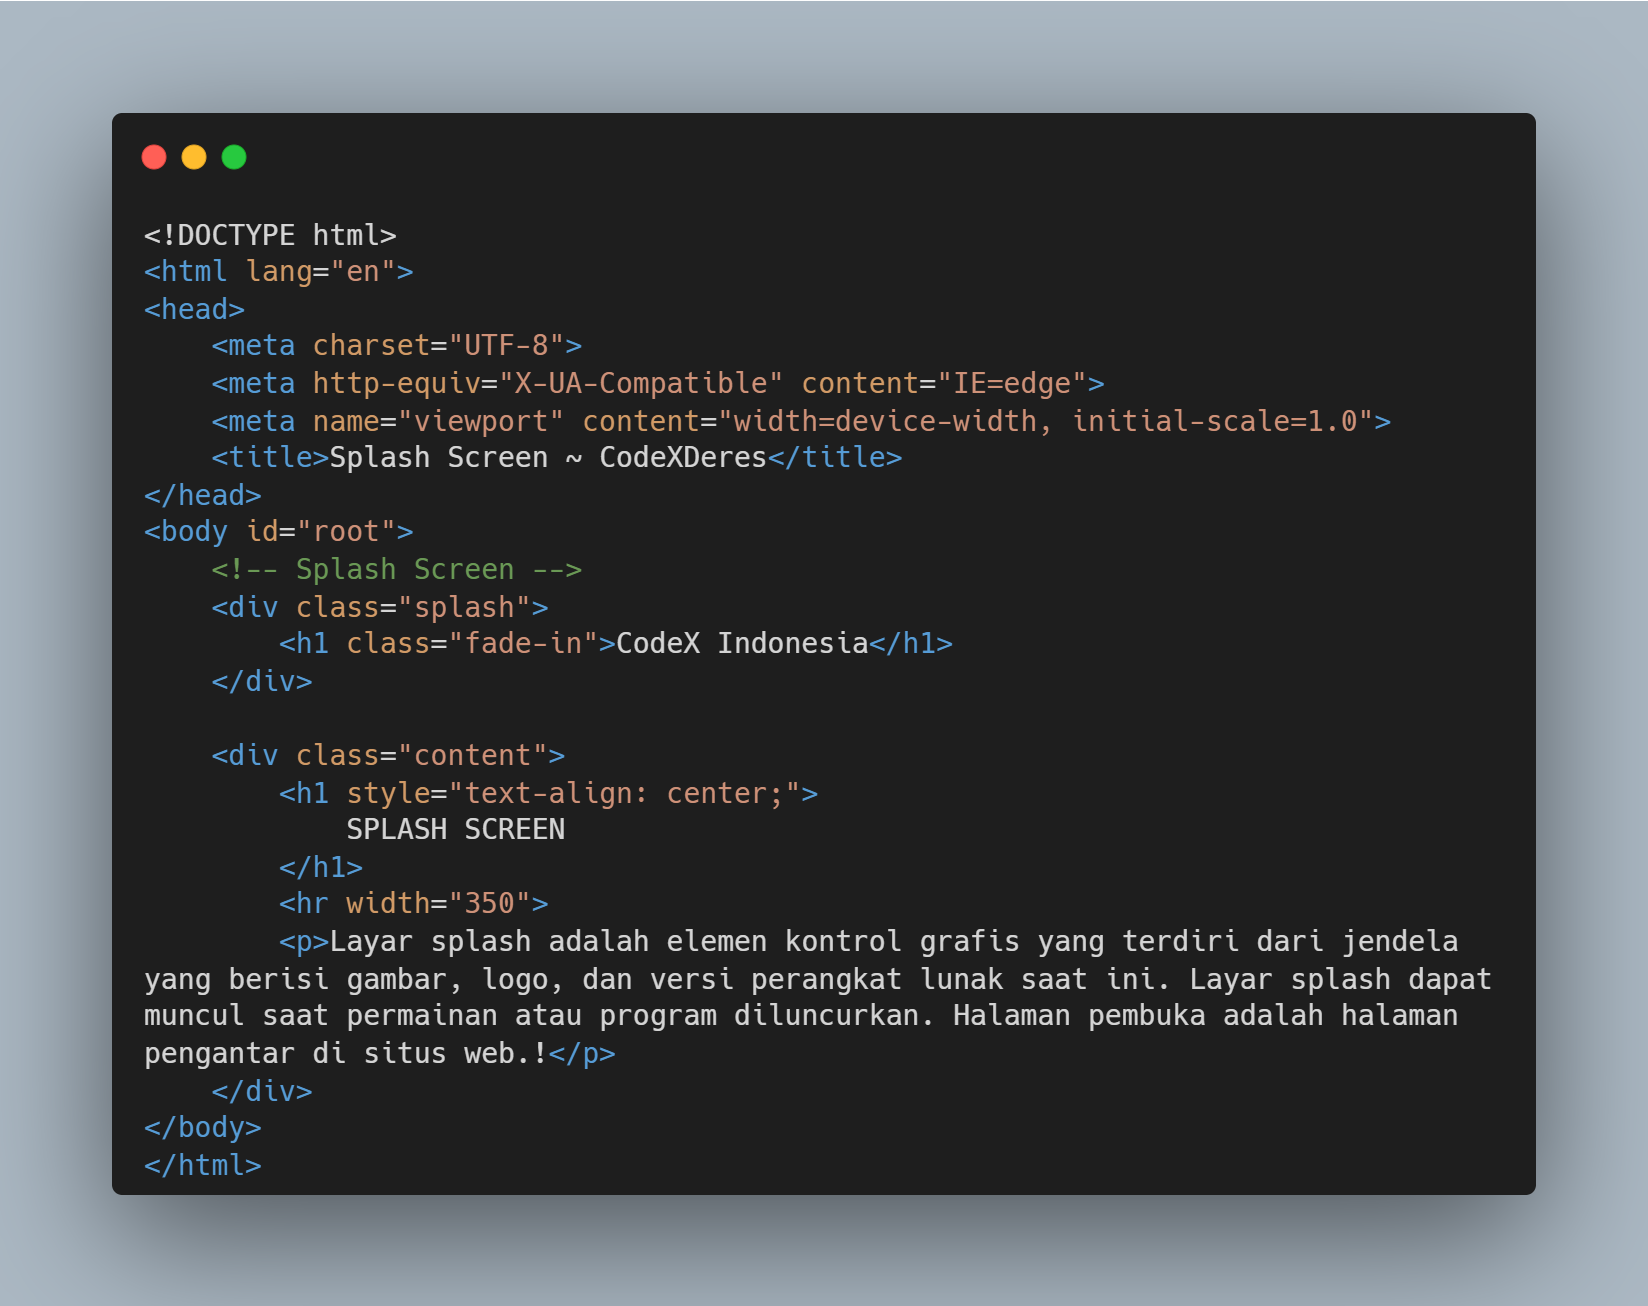 <!DOCTYPE html>
<html lang="en">
<head>
    <meta charset="UTF-8">
    <meta http-equiv="X-UA-Compatible" content="IE=edge">
    <meta name="viewport" content="width=device-width, initial-scale=1.0">
    <title>Splash Screen ~ CodeXDeres</title>
</head>
<body id="root">
    <!-- Splash Screen -->
    <div class="splash">
        <h1 class="fade-in">CodeX Indonesia</h1>
    </div>

    <div class="content">
        <h1 style="text-align: center;">
            SPLASH SCREEN
        </h1>
        <hr width="350">
        <p>Layar splash adalah elemen kontrol grafis yang terdiri dari jendela
yang berisi gambar, logo, dan versi perangkat lunak saat ini. Layar splash dapat
muncul saat permainan atau program diluncurkan. Halaman pembuka adalah halaman
pengantar di situs web.!</p>
    </div>
</body>
</html>